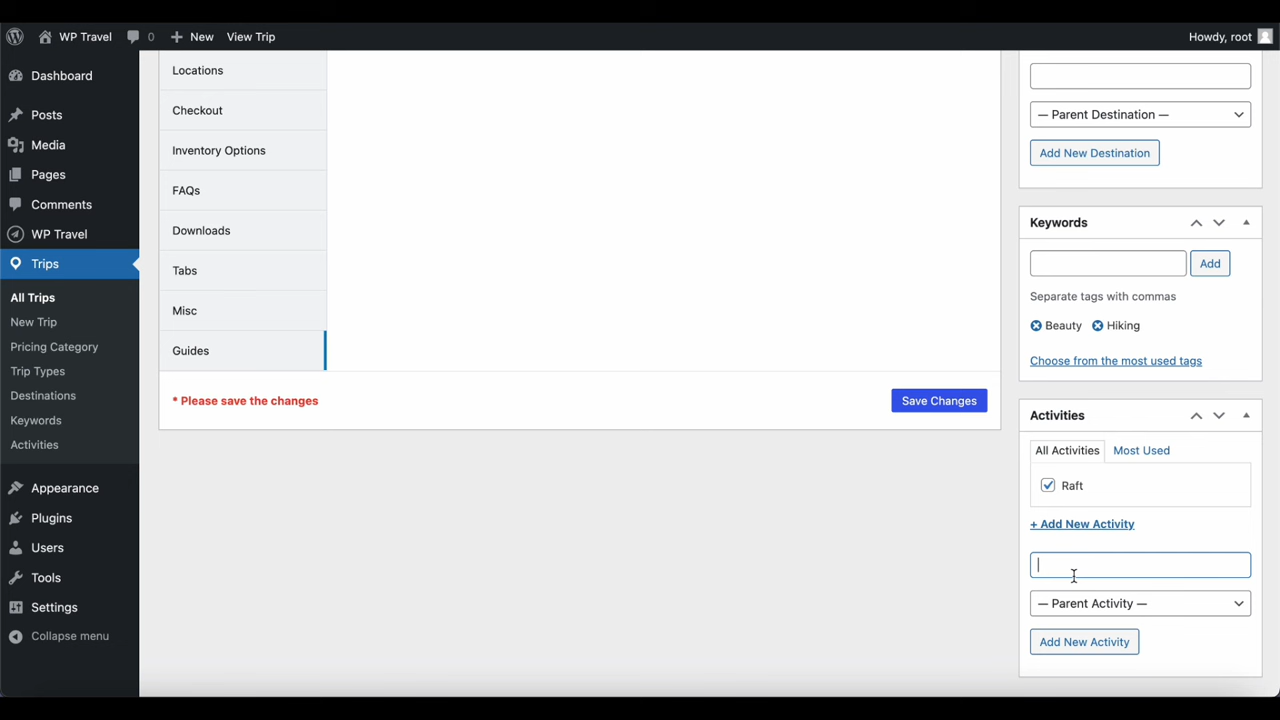 WP Travel 0 New View Trip Howdy, root
Dashboard
Posts
Media
Pages
Comments
WP Travel
Trips
All Trips
New Trip
Pricing Category
Trip Types
Destinations
Keywords
Activities
Appearance
Plugins
Users
Tools
Settings
Collapse menu
Locations
Checkout
Inventory Options
FAQs
Downloads
Tabs
Misc
Guides
* Please save the changes Save Changes
— Parent Destination —
Add New Destination
Keywords
Add
Separate tags with commas
Beauty Hiking
Choose from the most used tags
Activities
All Activities Most Used
Raft
+ Add New Activity
— Parent Activity —
Add New Activity